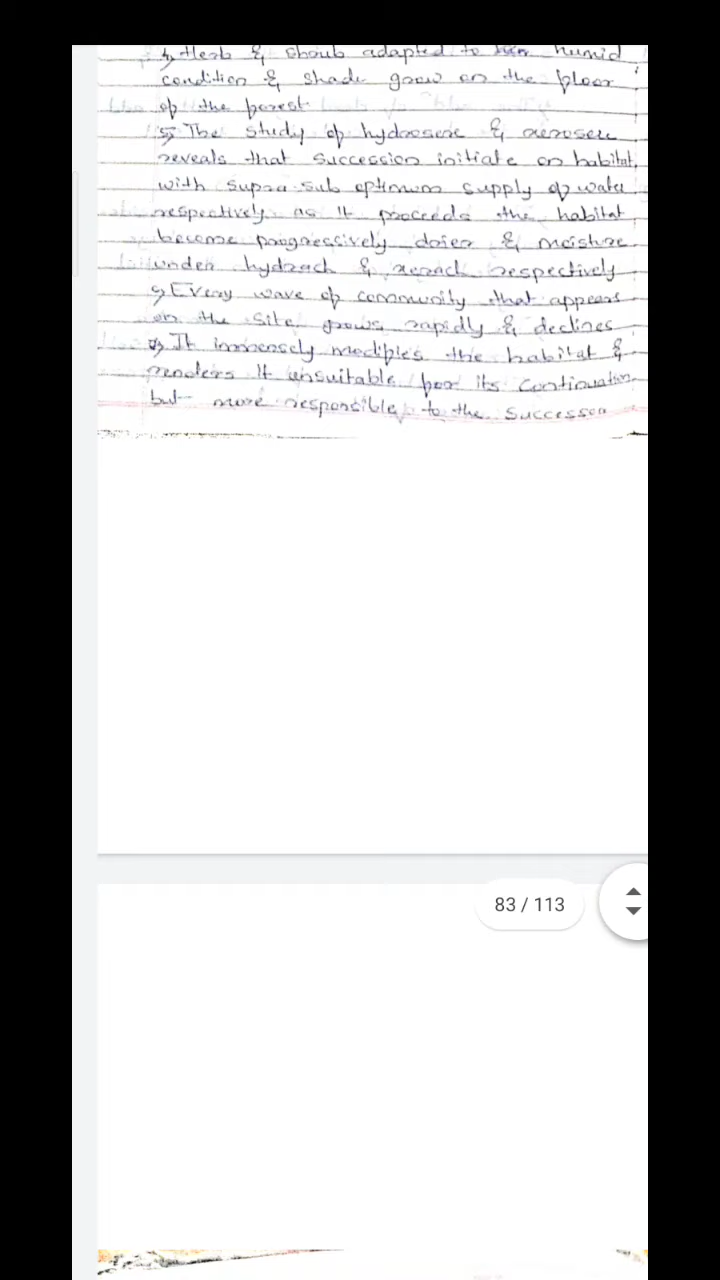 4) Herb & shrub adapted to humid
condition & shade grow on the floor
of the forest
5) The study of hydrosere & xerosere
reveals that succession initiate on habitat
with supra sub optimum supply of water
respectively as it proceeds the habitat
become progressively drier & moisture
under hydrach & xerach respectively
6) Every wave of community that appears
on the site grows rapidly & declines
7) It immensely modifies the habitat &
renders it unsuitable for its continuation
but more responsible to the successor
83 / 113